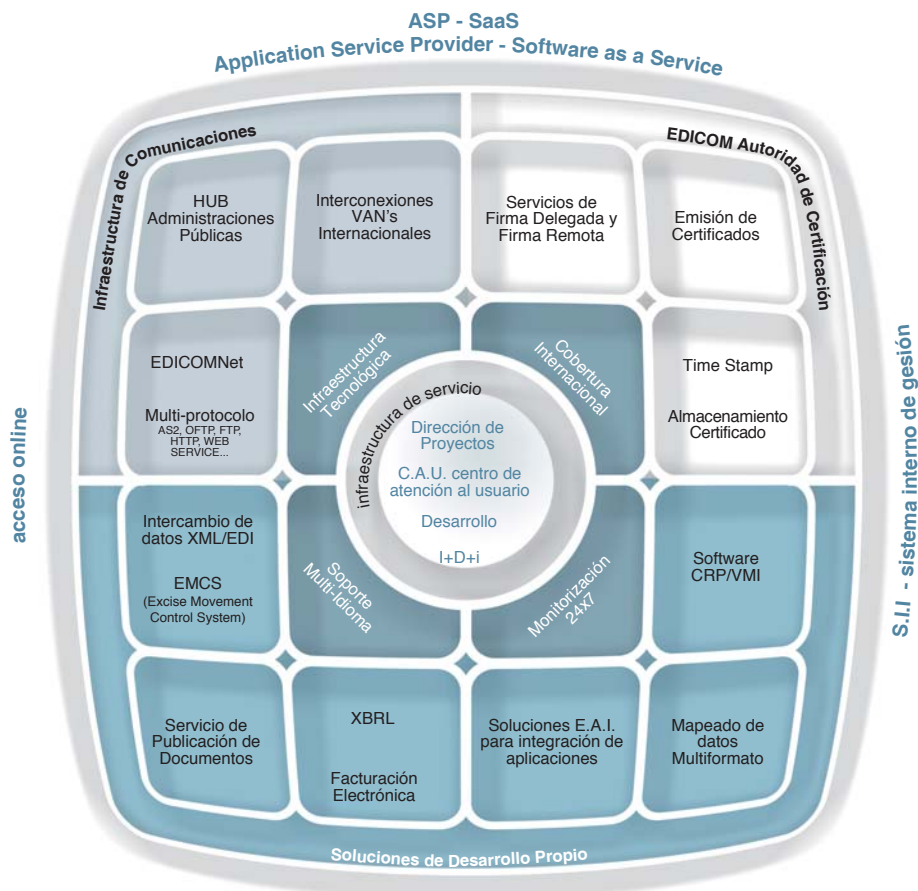 ASP - SaaS
Application Service Provider - Software as a Service
Infraestructura de Comunicaciones
EDICOM Autoridad de Certificación
HUB
Administraciones
Públicas
Interconexiones
VAN's
Internacionales
Servicios de
Firma Delegada y
Firma Remota
Emisión de
Certificados
EDICOMNet
Multi-protocolo
AS2, OFTP, FTP,
HTTP, WEB
SERVICE...
Infraestructura
Tecnológica
Cobertura
Internacional
Time Stamp
Almacenamiento
Certificado
infraestructura de servicio
Dirección de
Proyectos
C.A.U. centro de
atención al usuario
Desarrollo
I+D+i
acceso online
S.I.I - sistema interno de gesión
Intercambio de
datos XML/EDI
EMCS
(Excise Movement
Control System)
Soporte
Multi-Idioma
Monitorización
24x7
Software
CRP/VMI
Servicio de
Publicación de
Documentos
XBRL
Facturación
Electrónica
Soluciones E.A.I.
para integración de
aplicaciones
Mapeado de
datos
Multiformato
Soluciones de Desarrollo Propio